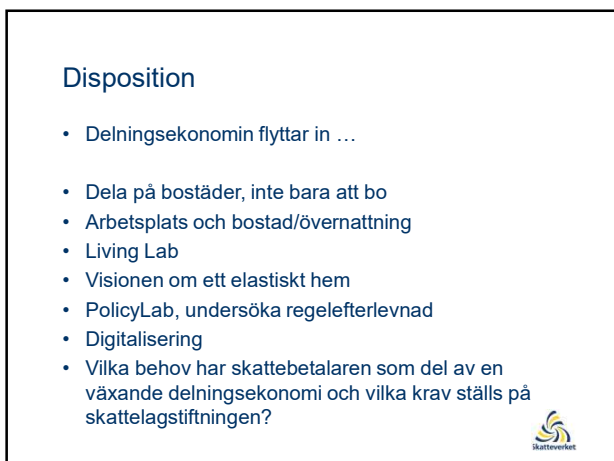 Disposition
• Delningsekonomin flyttar in …
• Dela på bostäder, inte bara att bo
• Arbetsplats och bostad/övernattning
• Living Lab
• Visionen om ett elastiskt hem
• PolicyLab, undersöka regelefterlevnad
• Digitalisering
• Vilka behov har skattebetalaren som del av en
växande delningsekonomi och vilka krav ställs på
skattelagstiftningen?
Skatteverket